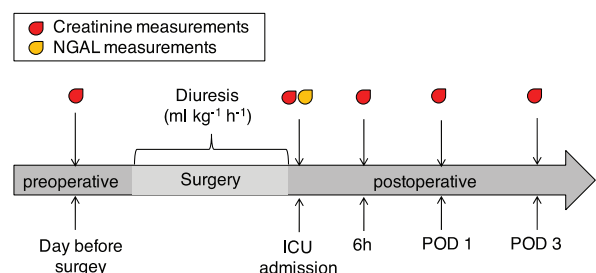 Creatinine measurements
NGAL measurements
Diuresis
(ml kg⁻¹ h⁻¹)
preoperative
Surgery
postoperative
Day before
surgey
ICU
admission
6h
POD 1
POD 3